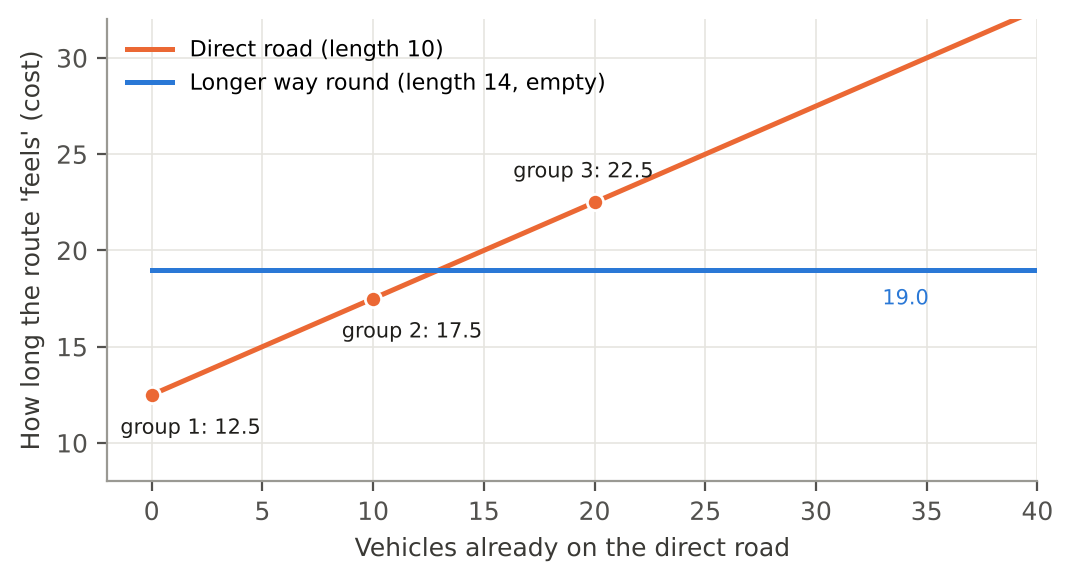 How long the route 'feels' (cost)
30
25
20
15
10
Direct road (length 10)
Longer way round (length 14, empty)
group 3: 22.5
19.0
group 2: 17.5
group 1: 12.5
0 5 10 15 20 25 30 35 40
Vehicles already on the direct road